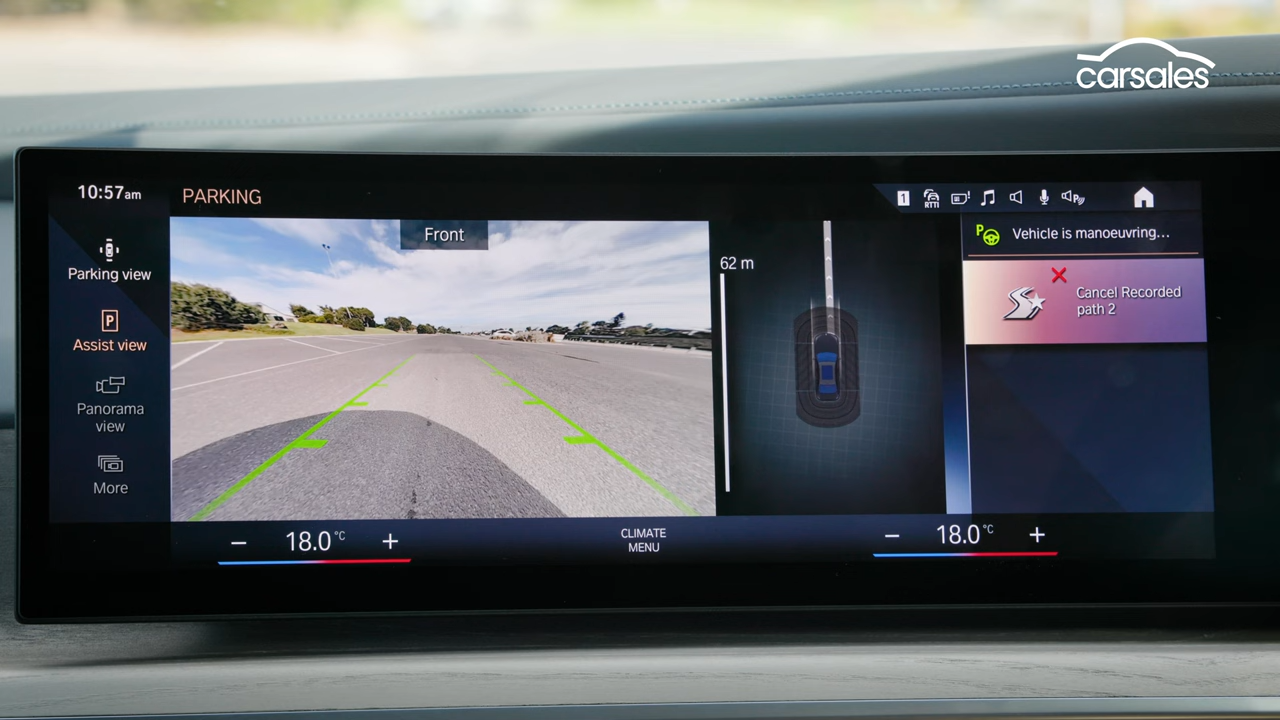 carsales
10:57am
PARKING
1
RTTI
Front
Parking view
P
Assist view
Panorama
view
More
62 m
P
Vehicle is manoeuvring...
Cancel Recorded
path 2
− 18.0°C +
CLIMATE
MENU
− 18.0°C +